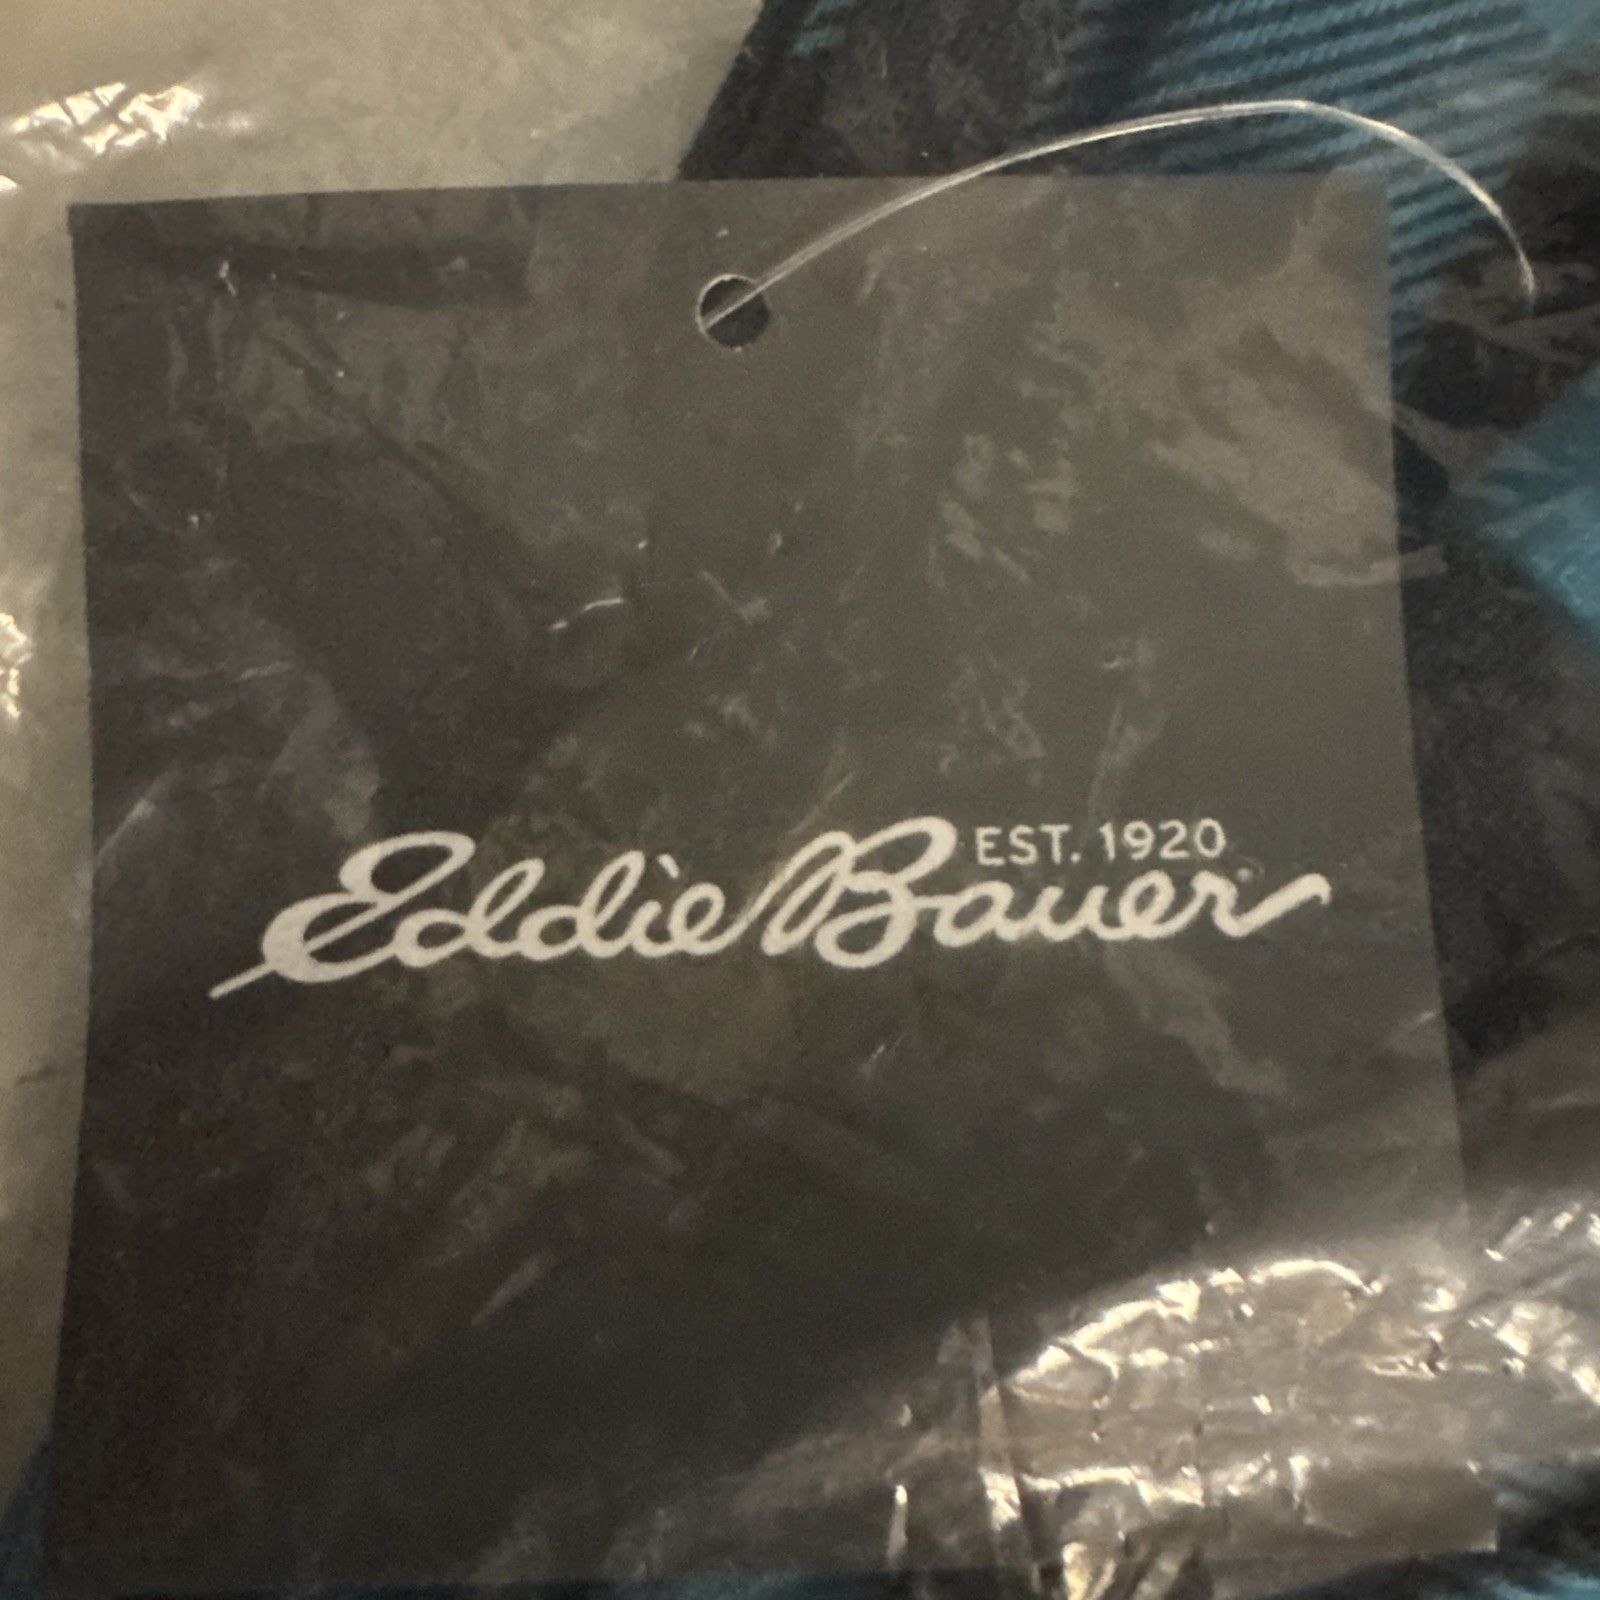 EST. 1920
Eddie Bauer